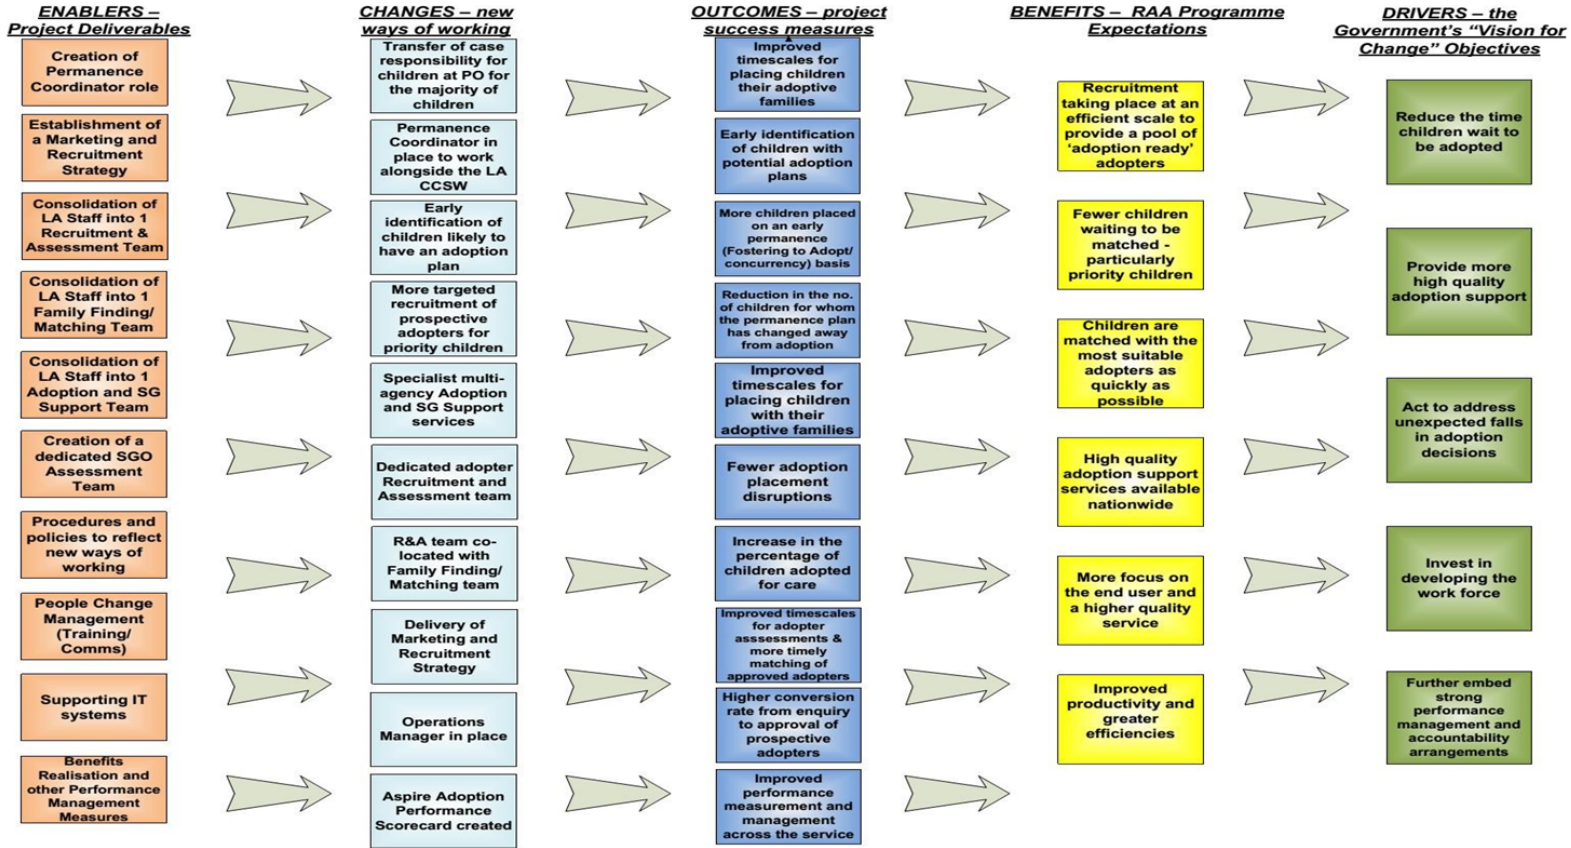 ENABLERS –
Project Deliverables
Creation of
Permanence
Coordinator role
Establishment of
a Marketing and
Recruitment
Strategy
Consolidation of
LA Staff into 1
Recruitment &
Assessment Team
Consolidation of
LA Staff into 1
Family Finding/
Matching Team
Consolidation of
LA Staff into 1
Adoption and SG
Support Team
Creation of a
dedicated SGO
Assessment
Team
Procedures and
policies to reflect
new ways of
working
People Change
Management
(Training/
Comms)
Supporting IT
systems
Benefits
Realisation and
other Performance
Management
Measures
CHANGES – new
ways of working
Transfer of case
responsibility for
children at PO for
the majority of
children
Permanence
Coordinator in
place to work
alongside the LA
CCSW
Early
identification of
children likely to
have an adoption
plan
More targeted
recruitment of
prospective
adopters for
priority children
Specialist multi-
agency Adoption
and SG Support
services
Dedicated adopter
Recruitment and
Assessment team
R&A team co-
located with
Family Finding/
Matching team
Delivery of
Marketing and
Recruitment
Strategy
Operations
Manager in place
Aspire Adoption
Performance
Scorecard created
OUTCOMES – project
success measures
Improved
timescales for
placing children
their adoptive
families
Early identification
of children with
potential adoption
plans
More children placed
on an early
permanence
(Fostering to Adopt/
concurrency) basis
Reduction in the no.
of children for whom
the permanence plan
has changed away
from adoption
Improved
timescales for
placing children
with their
adoptive families
Fewer adoption
placement
disruptions
Increase in the
percentage of
children adopted
for care
Improved timescales
for adopter
asssessments &
more timely
matching of
approved adopters
Higher conversion
rate from enquiry
to approval of
prospective
adopters
Improved
performance
measurement and
management
across the service
BENEFITS – RAA Programme
Expectations
Recruitment
taking place at an
efficient scale to
provide a pool of
‘adoption ready’
adopters
Fewer children
waiting to be
matched -
particularly
priority children
Children are
matched with the
most suitable
adopters as
quickly as
possible
High quality
adoption support
services available
nationwide
More focus on
the end user and
a higher quality
service
Improved
productivity and
greater
efficiencies
DRIVERS – the
Government’s “Vision for
Change” Objectives
Reduce the time
children wait to
be adopted
Provide more
high quality
adoption support
Act to address
unexpected falls
in adoption
decisions
Invest in
developing the
work force
Further embed
strong
performance
management and
accountability
arrangements